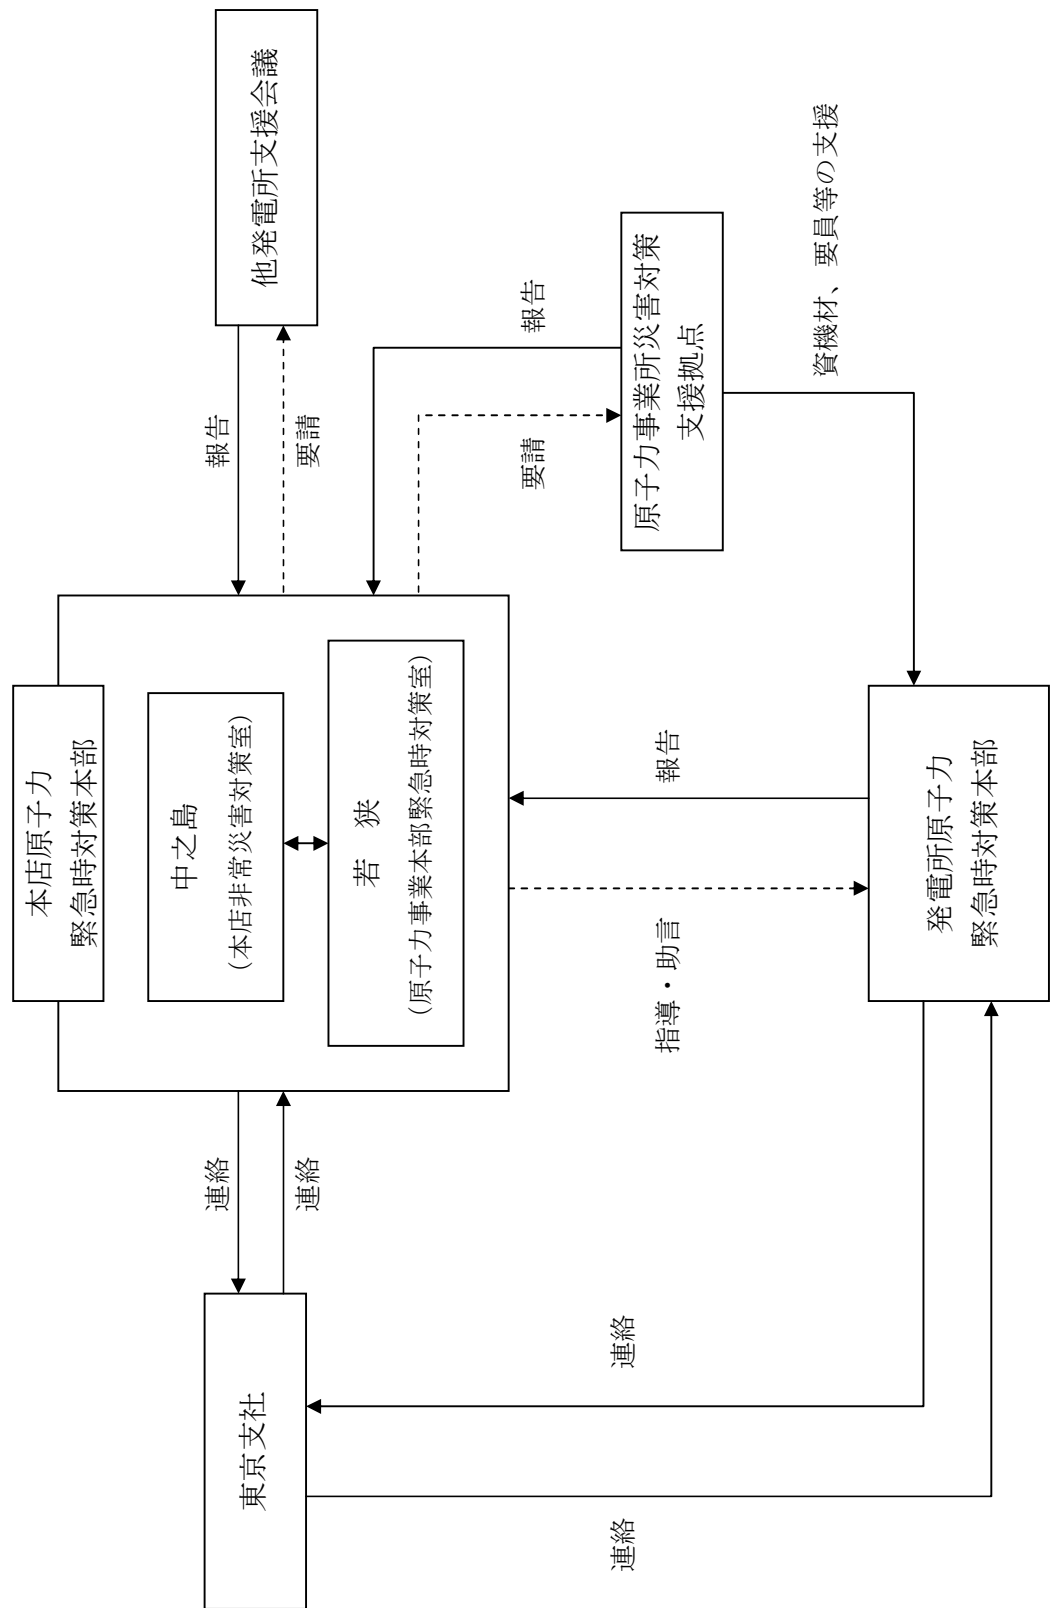 本店原子力
緊急時対策本部
中之島
(本店非常災害対策室)
若　狭
(原子力事業本部緊急時対策室)
東京支社
連絡
連絡
報告
要請
他発電所支援会議
報告
要請
原子力事業所災害対策
支援拠点
資機材、要員等の支援
指導・助言
報告
連絡
連絡
発電所原子力
緊急時対策本部